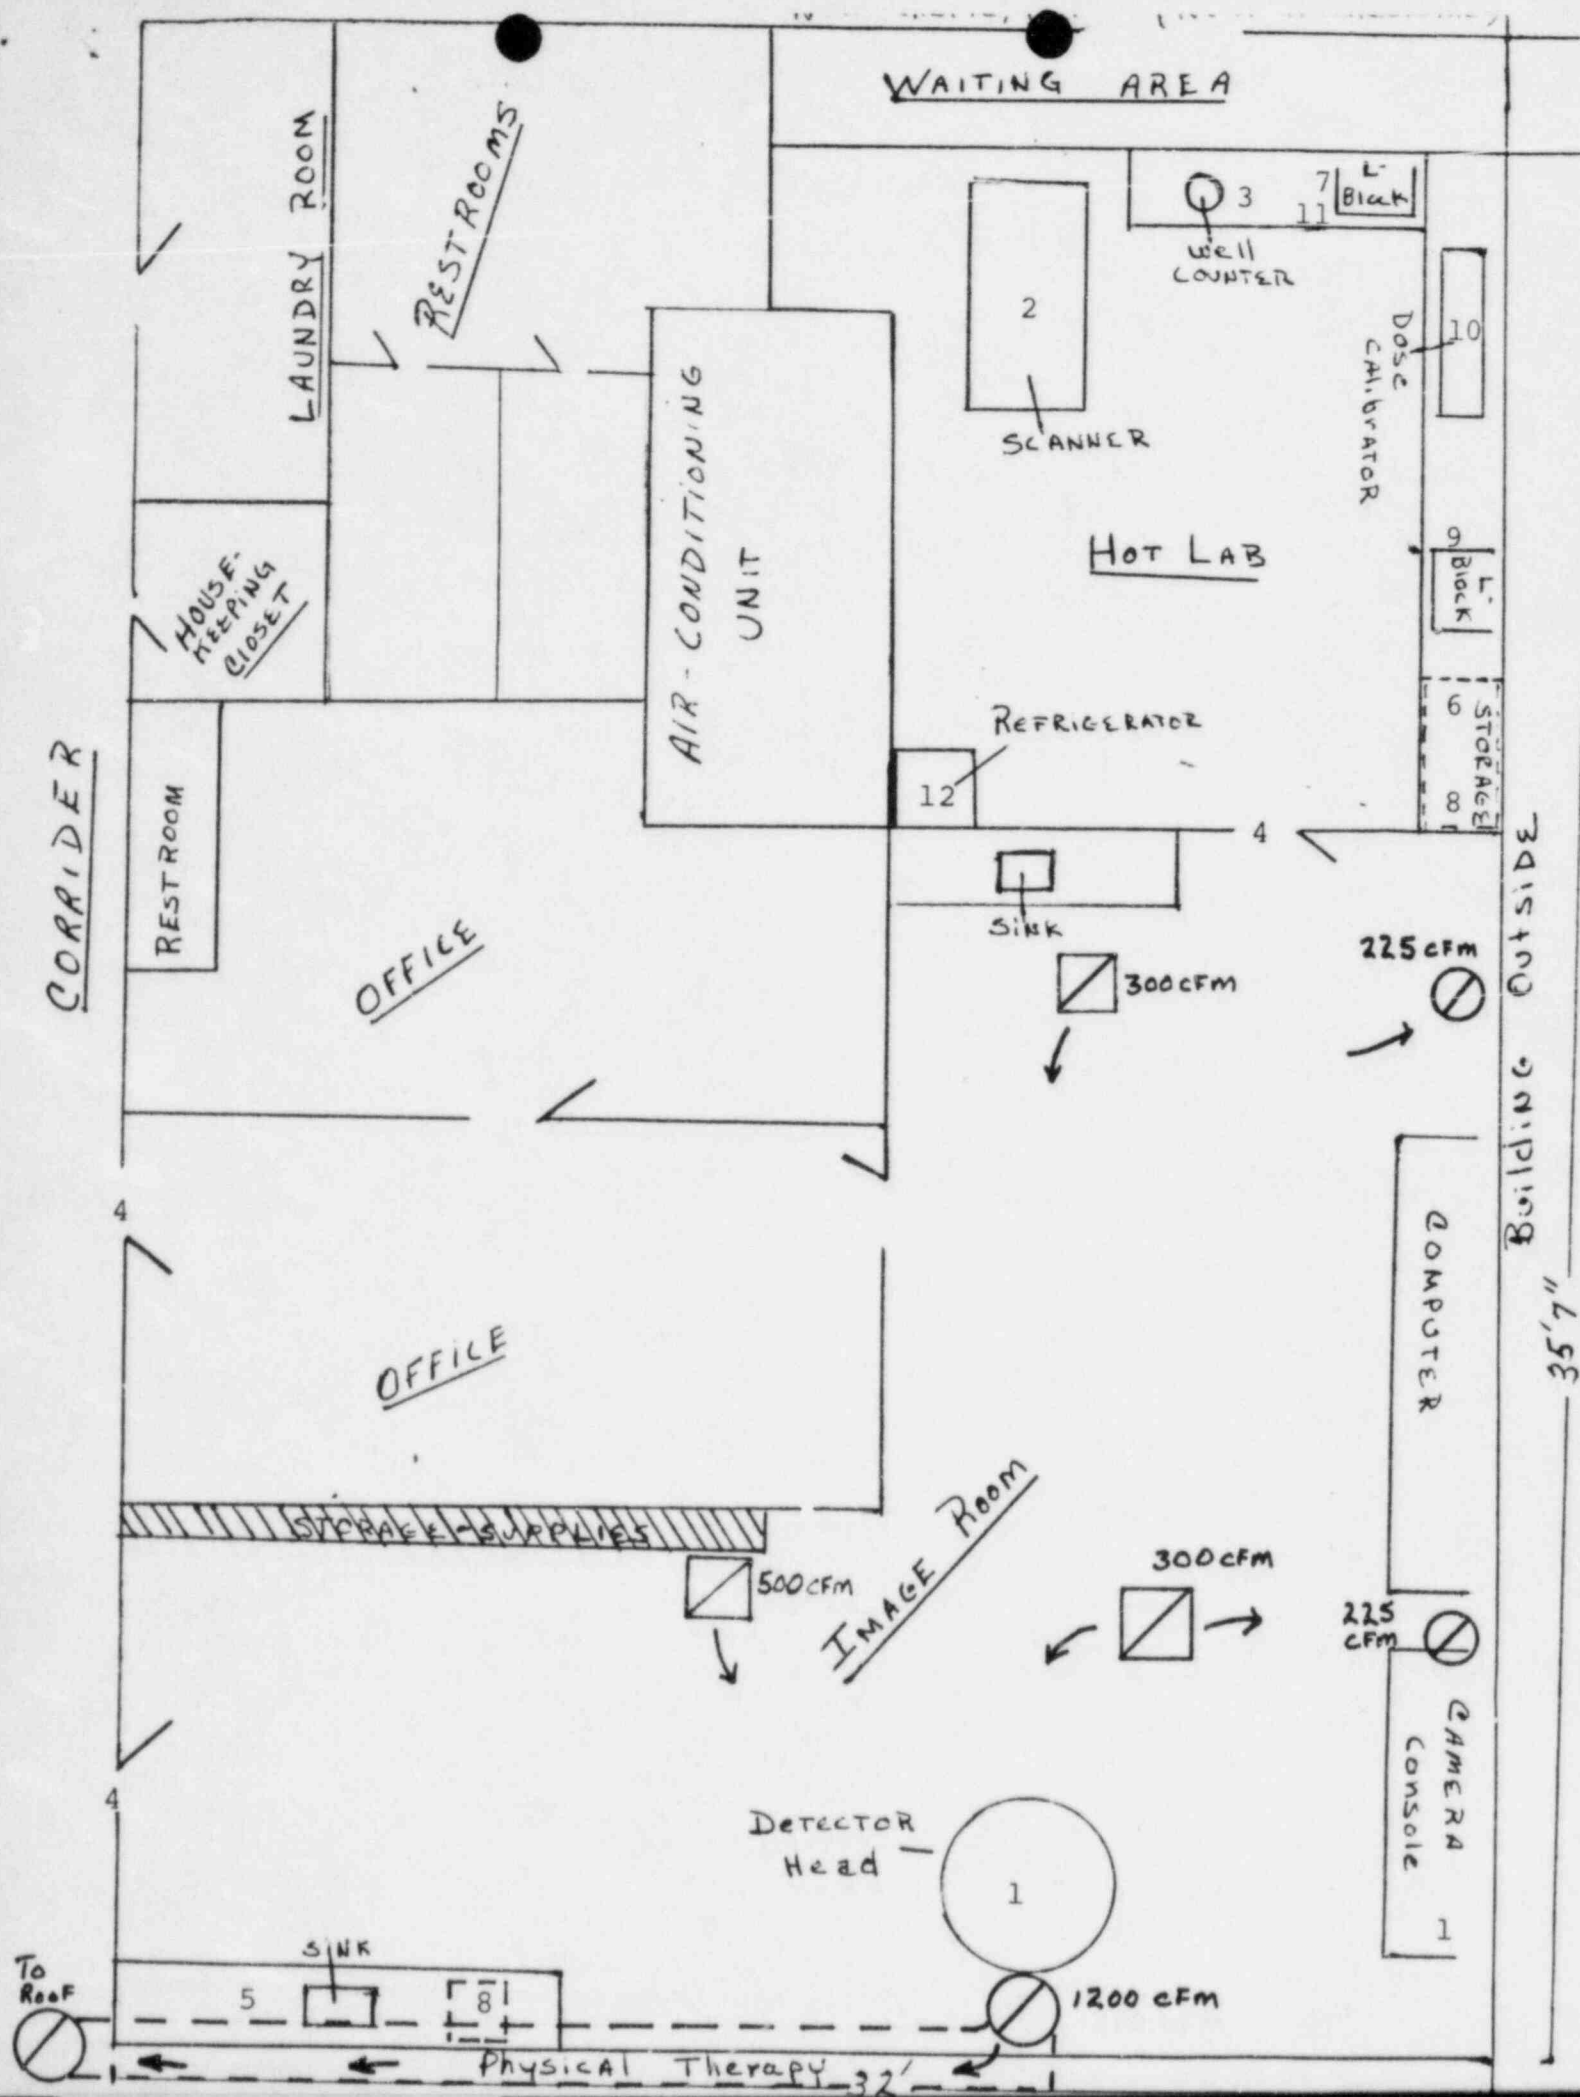 WAITING AREA
LAUNDRY ROOM
RESTROOMS
3
7
11
L-
Block
Well
COUNTER
2
SCANNER
10
Dose
CAlibrATOR
AIR-CONDITIONING
UNIT
HOT LAB
9
L-
Block
HOUSE-
KEEPING
CLOSET
6
STORAGE
8
REFRIGERATOR
12
4
CORRIDER
RESTROOM
OFFICE
SiNK
300 CFM
225 CFM
Building OutSiDE
4
COMPUTER
35'7"
OFFICE
STORAGE-SUPPLIES
500 CFM
IMAGE ROOM
300 CFM
225
CFM
CAMERA
Console
1
4
DETECTOR
Head
1
To
ROOF
SINK
5
8
1200 CFM
Physical Therapy
32'